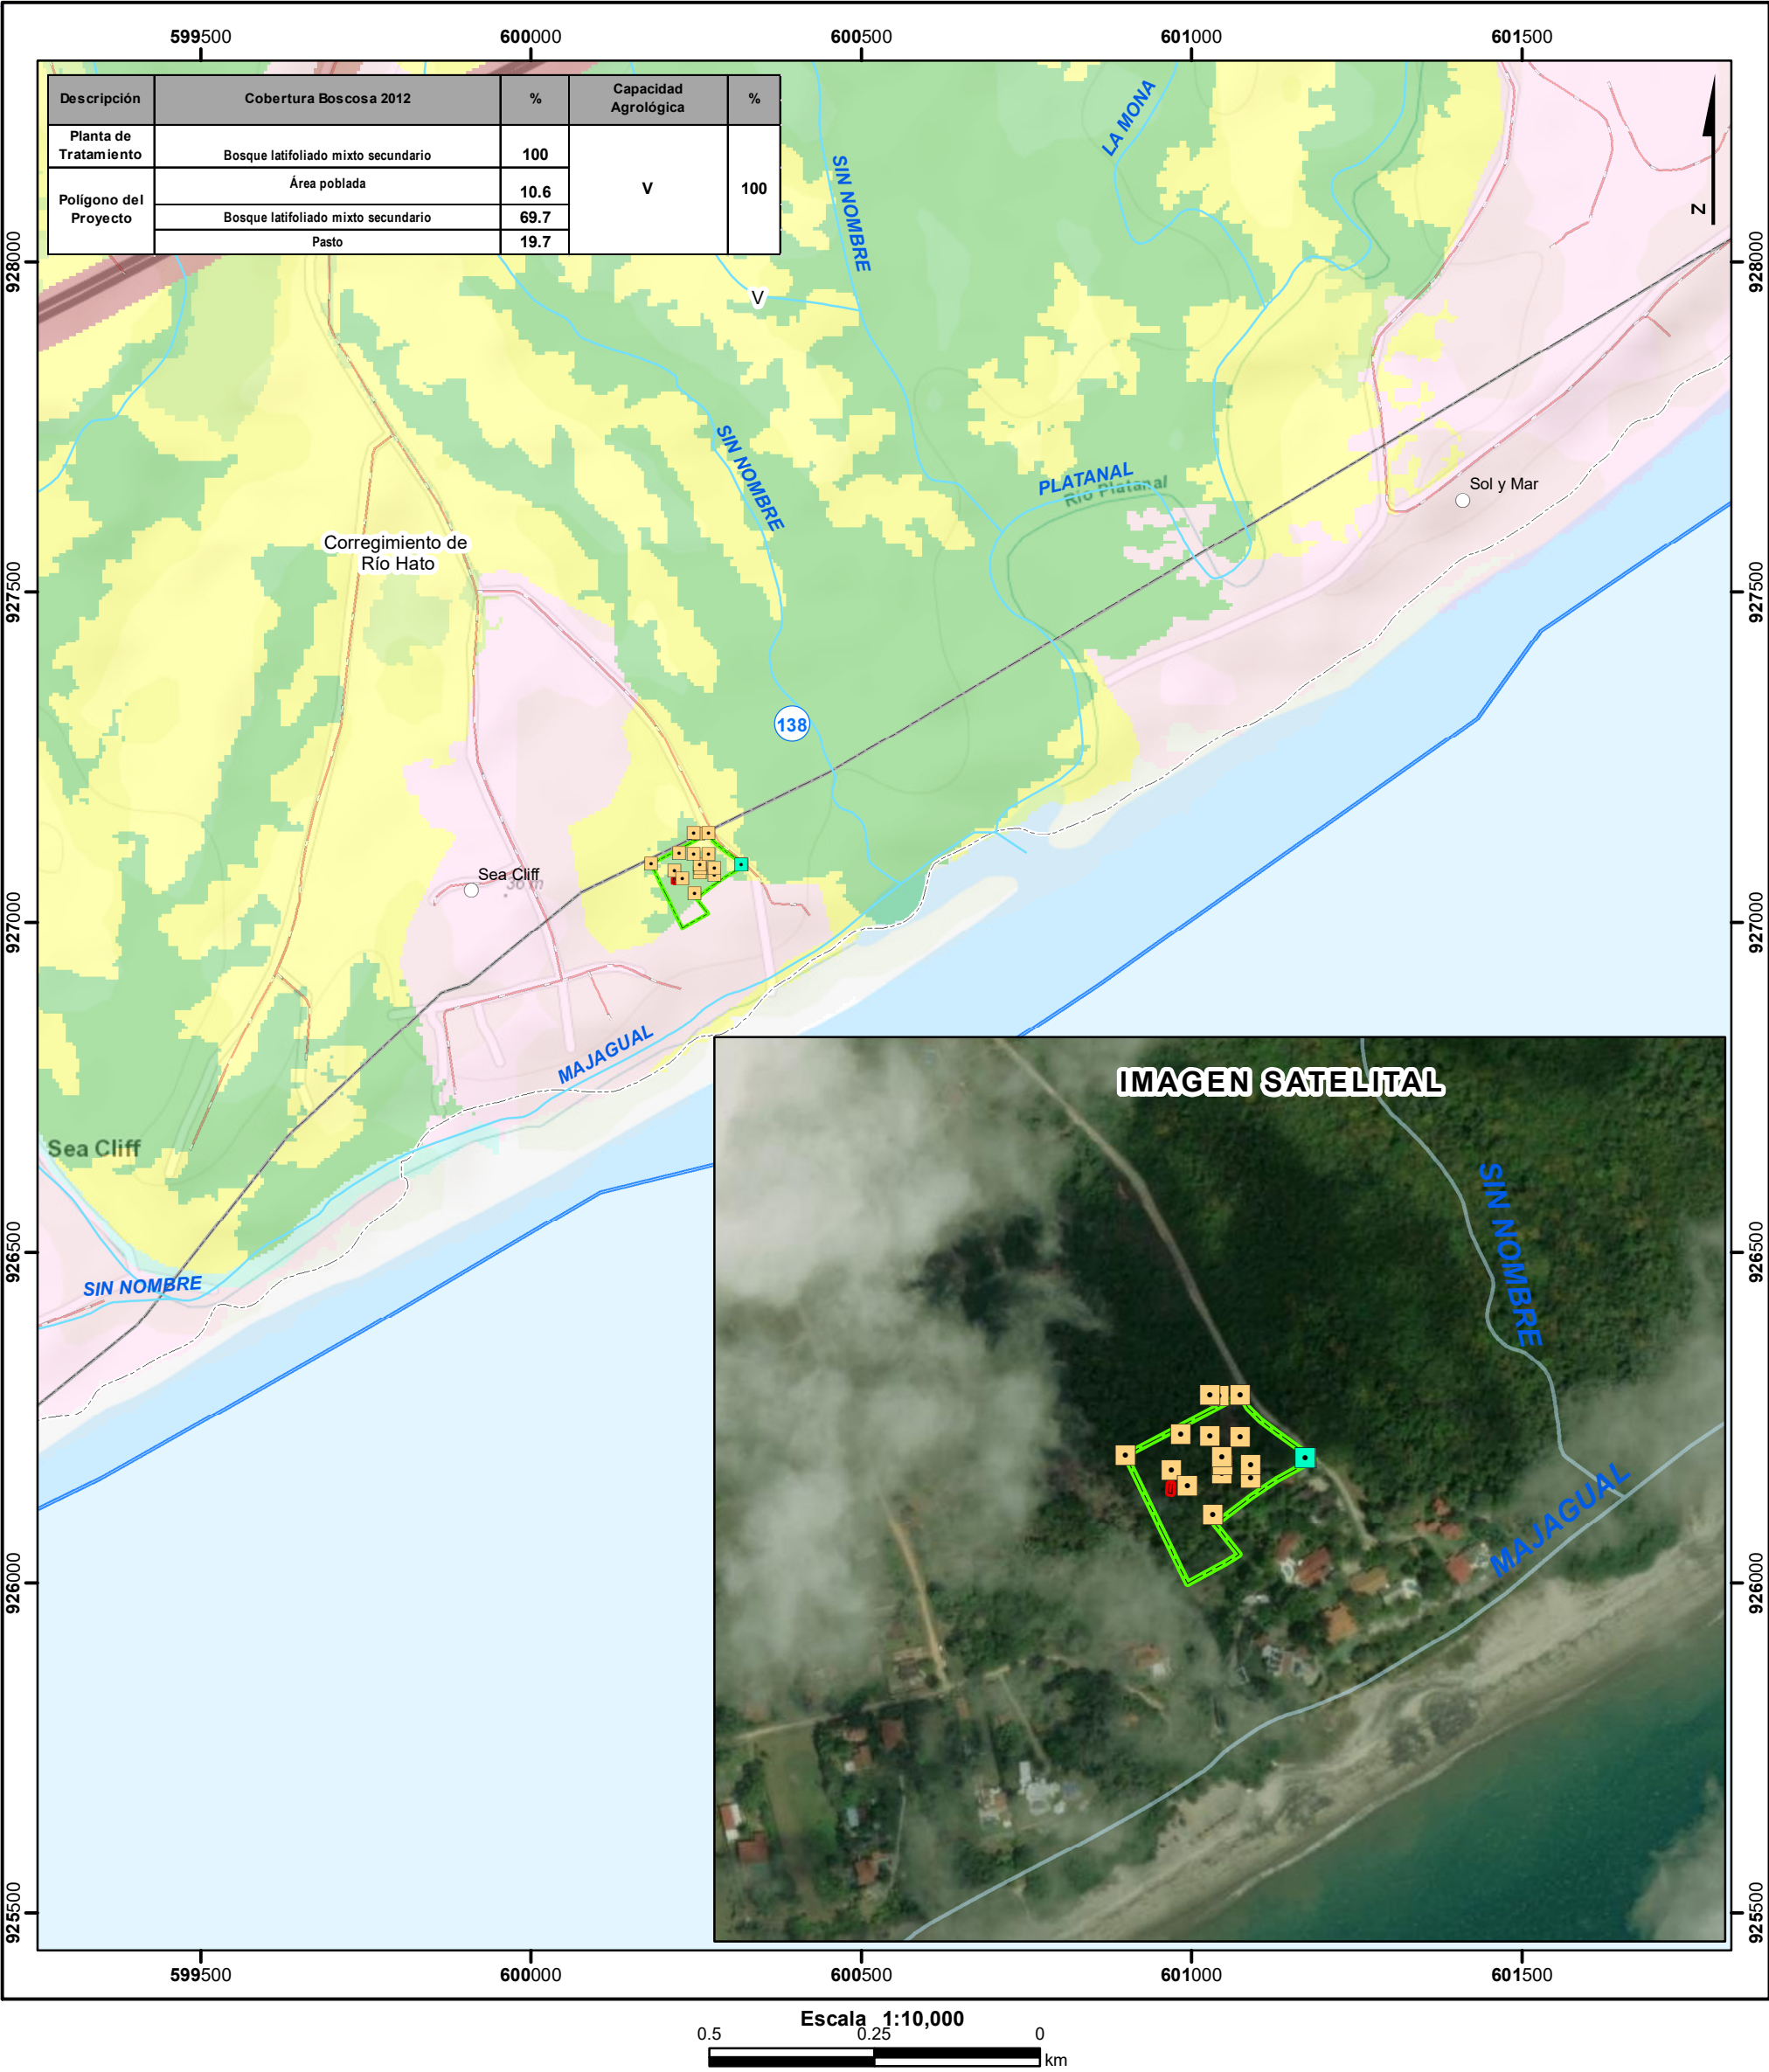 599500 600000 600500 601000 601500
Descripción Cobertura Boscosa 2012 % Capacidad Agrológica %
Planta de Tratamiento Bosque latifoliado mixto secundario 100 V 100
Polígono del Proyecto Área poblada 10.6
Bosque latifoliado mixto secundario 69.7
Pasto 19.7
LA MONA
SIN NOMBRE
N
928000 928000
V
SIN NOMBRE
PLATANAL
Río Platanal
Sol y Mar
Corregimiento de
Río Hato
927500 927500
138
Sea Cliff
36 m
927000 927000
MAJAGUAL
IMAGEN SATELITAL
Sea Cliff
SIN NOMBRE
926500 926500
SIN NOMBRE
MAJAGUAL
926000 926000
925500 925500
599500 600000 600500 601000 601500
Escala 1:10,000
0.5 0.25 0
km